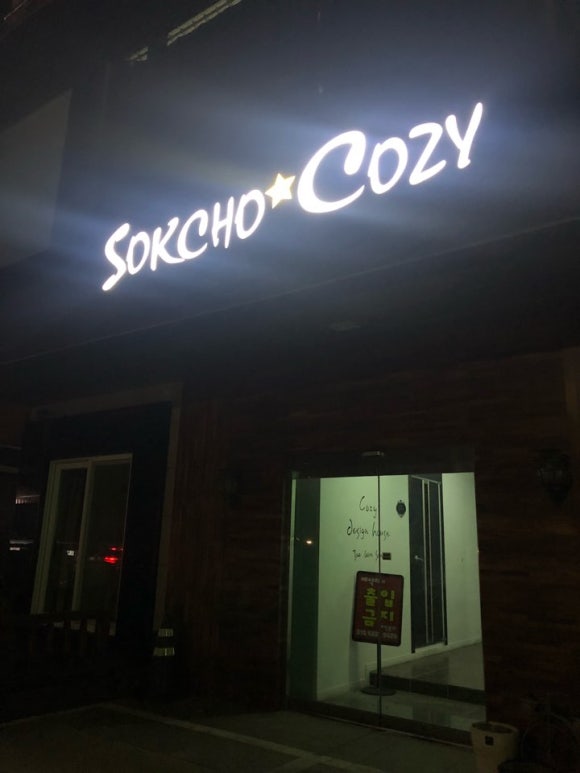 SOKCHO★COZY
Cozy
design house
출입
금지